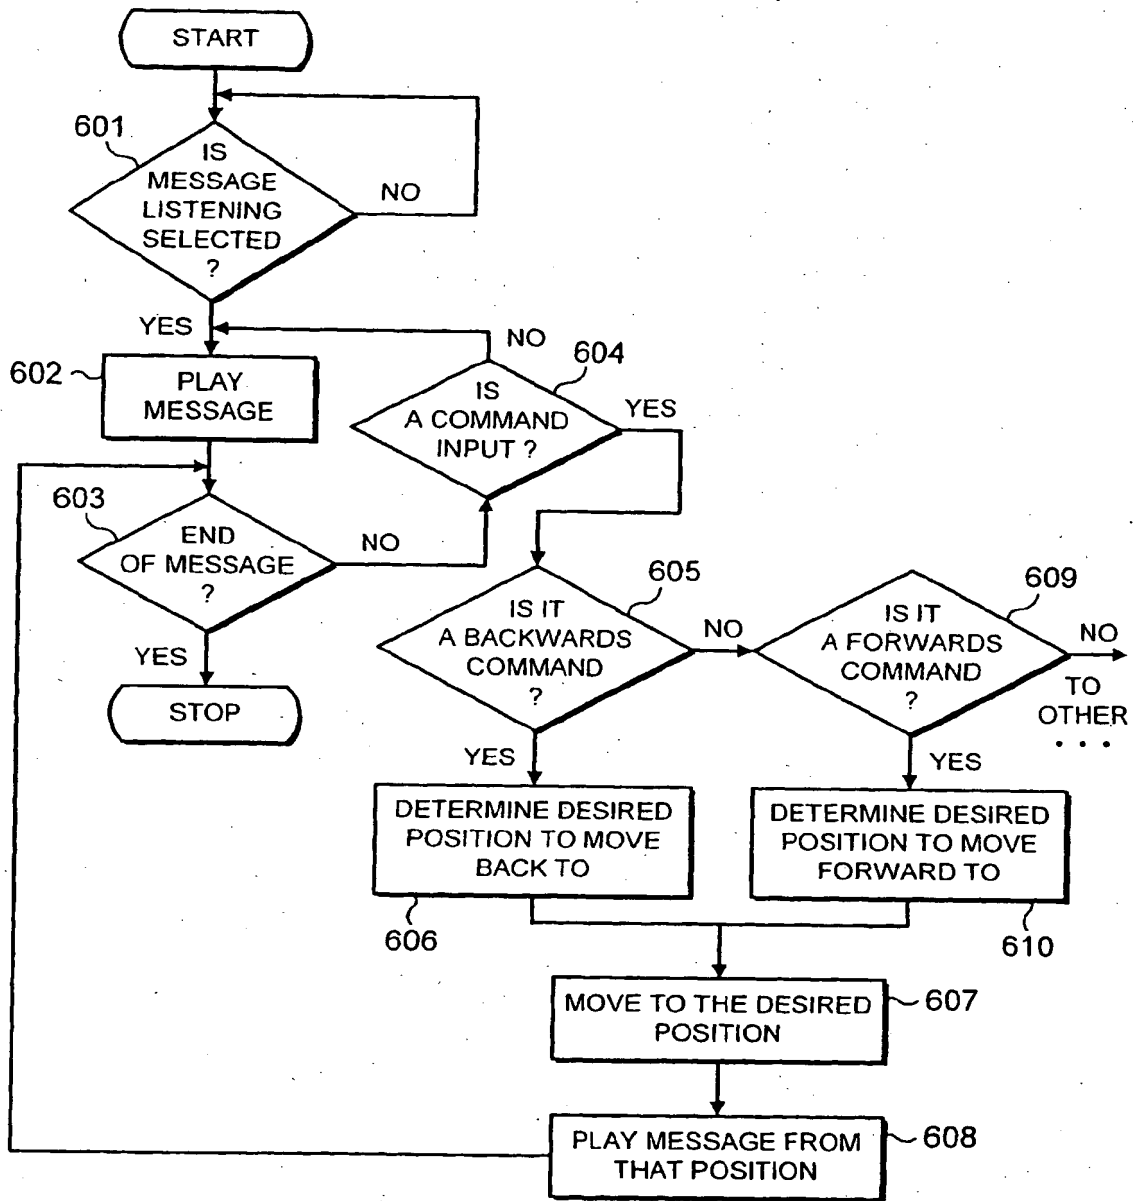 START
601
IS
MESSAGE
LISTENING
SELECTED
?
NO
YES
NO
604
602
PLAY
MESSAGE
IS
A COMMAND
INPUT ?
YES
603
END
OF MESSAGE
?
NO
YES
STOP
605
IS IT
A BACKWARDS
COMMAND
?
NO
609
IS IT
A FORWARDS
COMMAND
?
NO
TO
OTHER
. . .
YES
YES
DETERMINE DESIRED
POSITION TO MOVE
BACK TO
606
DETERMINE DESIRED
POSITION TO MOVE
FORWARD TO
610
MOVE TO THE DESIRED
POSITION
607
PLAY MESSAGE FROM
THAT POSITION
608